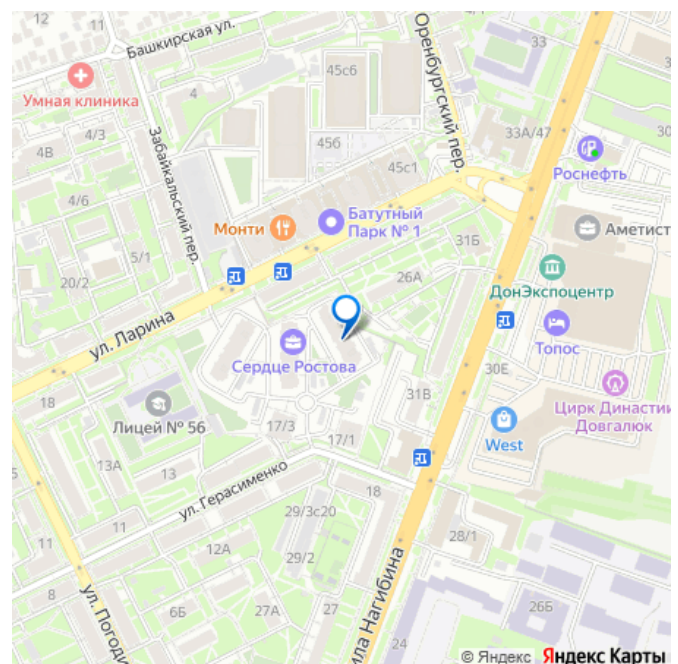 12
11
Башкирская ул.
33
45с6
Оренбургский пер.
Умная клиника
4
Забайкальский пер.
4/3
4В
45б
33А/47
30
45с1
Роснефть
4/6
Монти
Батутный
Парк № 1
31Б
Аметист
5/1
20/2
26А
ДонЭкспоцентр
ул. Ларина
Топос
Сердце Ростова
30Е
31В
Цирк Династии
Довгалюк
18
Лицей № 56
West
17/3
17/1
13А
13
ул. Герасименко
18
11
29/3с20
28/1
11
12А
29/2
8
ул. Погоди
6Б
27А
27
ила Нагибина
24
26Б
© Яндекс Яндекс Карты